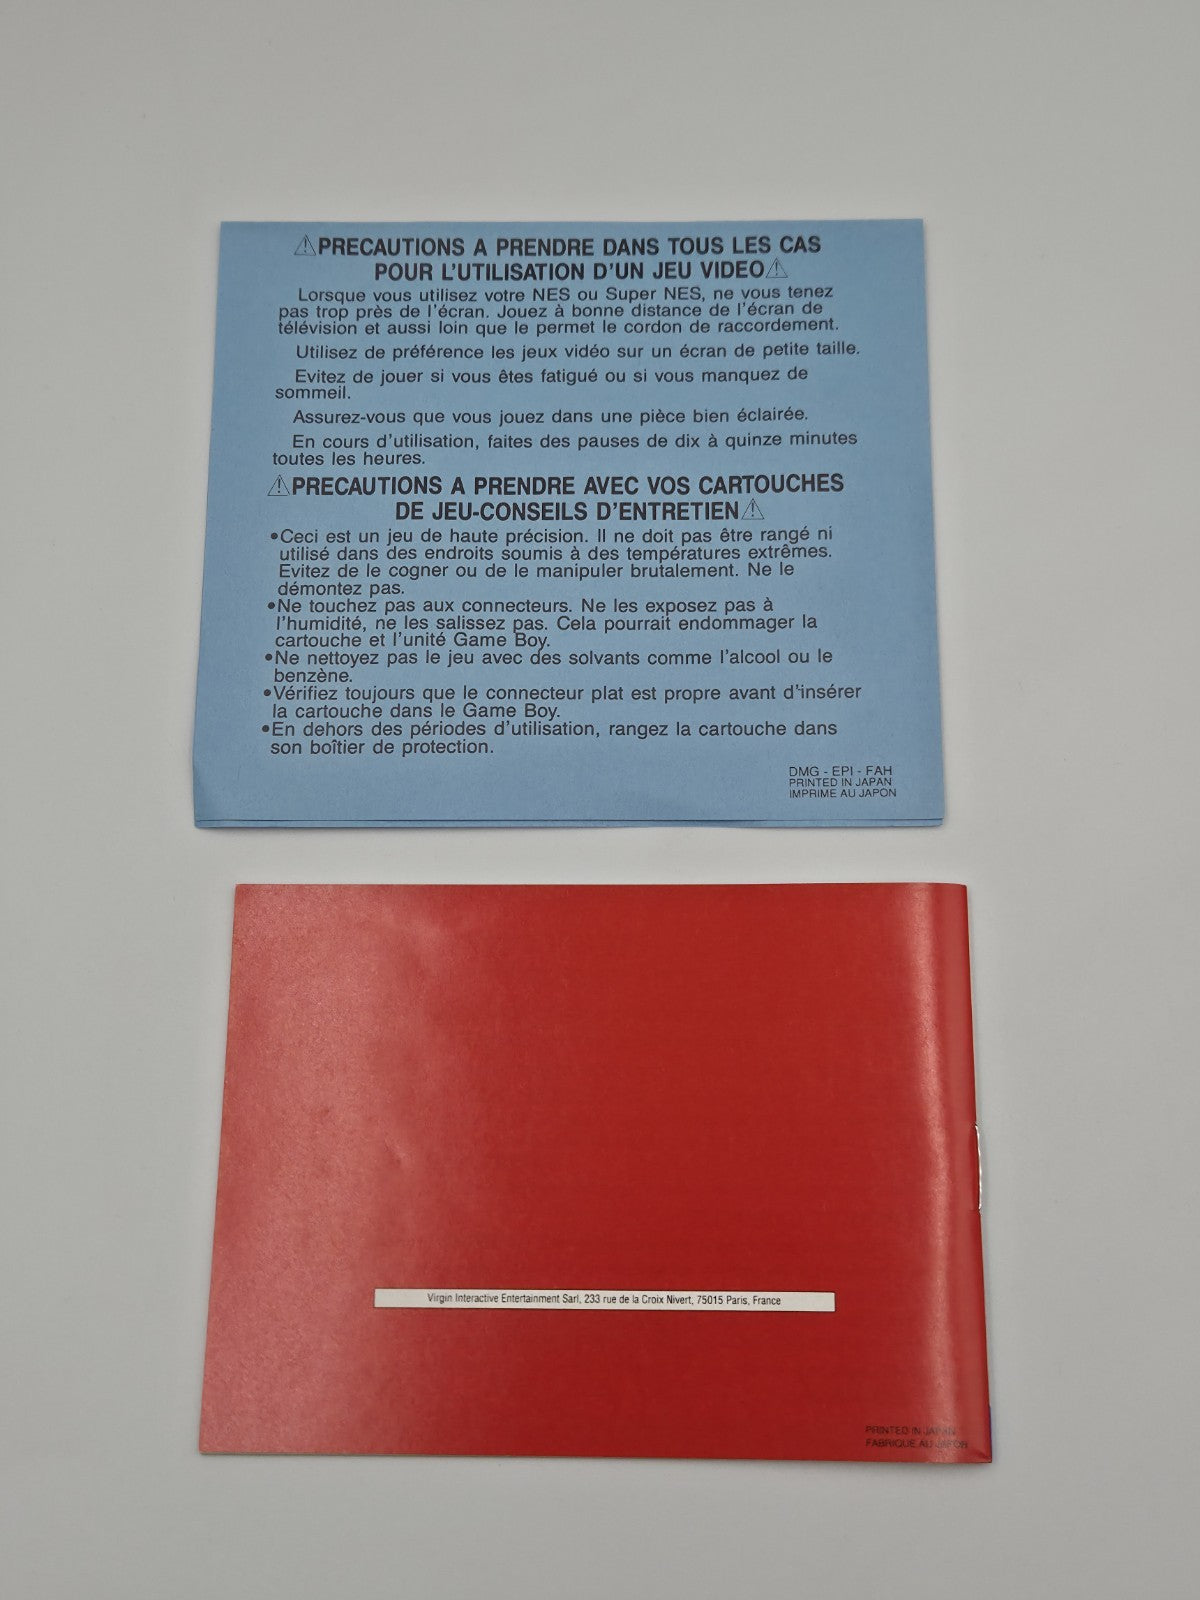 ⚠PRECAUTIONS A PRENDRE DANS TOUS LES CAS
POUR L'UTILISATION D'UN JEU VIDEO⚠
Lorsque vous utilisez votre NES ou Super NES, ne vous tenez
pas trop près de l'écran. Jouez à bonne distance de l'écran de
télévision et aussi loin que le permet le cordon de raccordement.
Utilisez de préférence les jeux vidéo sur un écran de petite taille.
Evitez de jouer si vous êtes fatigué ou si vous manquez de
sommeil.
Assurez-vous que vous jouez dans une pièce bien éclairée.
En cours d'utilisation, faites des pauses de dix à quinze minutes
toutes les heures.
⚠PRECAUTIONS A PRENDRE AVEC VOS CARTOUCHES
DE JEU-CONSEILS D'ENTRETIEN⚠
•Ceci est un jeu de haute précision. Il ne doit pas être rangé ni
utilisé dans des endroits soumis à des températures extrêmes.
Evitez de le cogner ou de le manipuler brutalement. Ne le
démontez pas.
•Ne touchez pas aux connecteurs. Ne les exposez pas à
l'humidité, ne les salissez pas. Cela pourrait endommager la
cartouche et l'unité Game Boy.
•Ne nettoyez pas le jeu avec des solvants comme l'alcool ou le
benzène.
•Vérifiez toujours que le connecteur plat est propre avant d'insérer
la cartouche dans le Game Boy.
•En dehors des périodes d'utilisation, rangez la cartouche dans
son boîtier de protection.
DMG - EPI - FAH
PRINTED IN JAPAN
IMPRIME AU JAPON
Virgin Interactive Entertainment Sarl, 233 rue de la Croix Nivert, 75015 Paris, France
PRINTED IN JAPAN
FABRIQUE AU JAPON